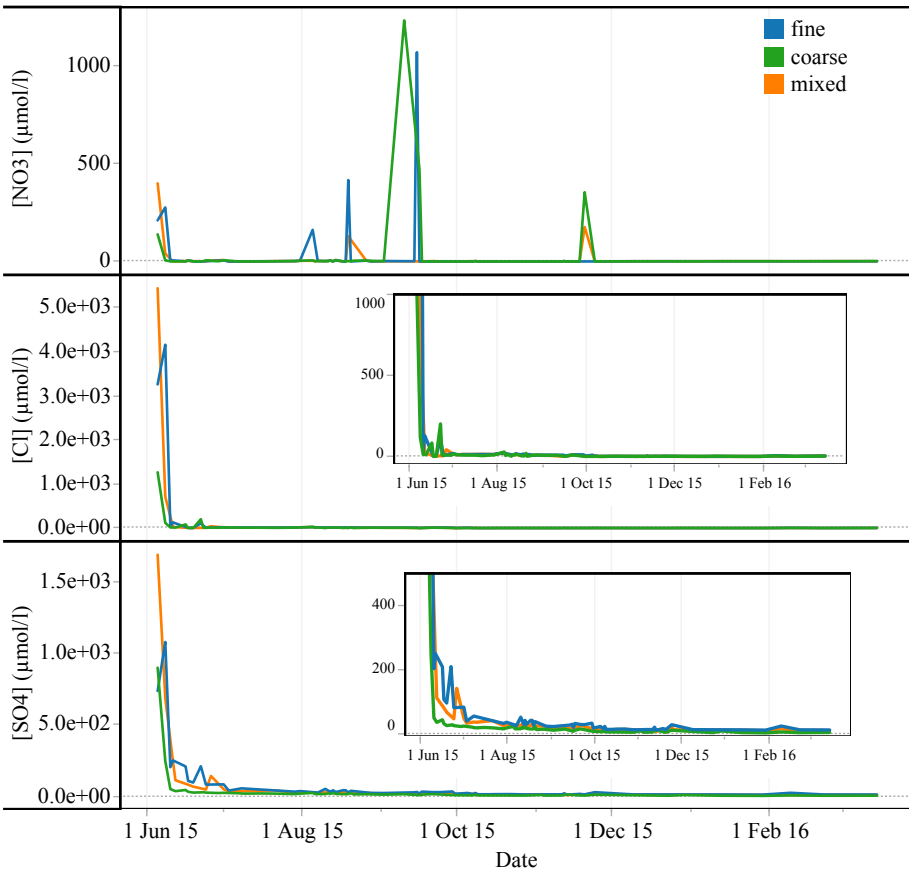 fine
coarse
mixed
[NO3] (µmol/l)
1000
500
0
[Cl] (µmol/l)
5.0e+03
4.0e+03
3.0e+03
2.0e+03
1.0e+03
0.0e+00
1000
500
0
1 Jun 15 1 Aug 15 1 Oct 15 1 Dec 15 1 Feb 16
[SO4] (µmol/l)
1.5e+03
1.0e+03
5.0e+02
0.0e+00
400
200
0
1 Jun 15 1 Aug 15 1 Oct 15 1 Dec 15 1 Feb 16
1 Jun 15 1 Aug 15 1 Oct 15 1 Dec 15 1 Feb 16
Date